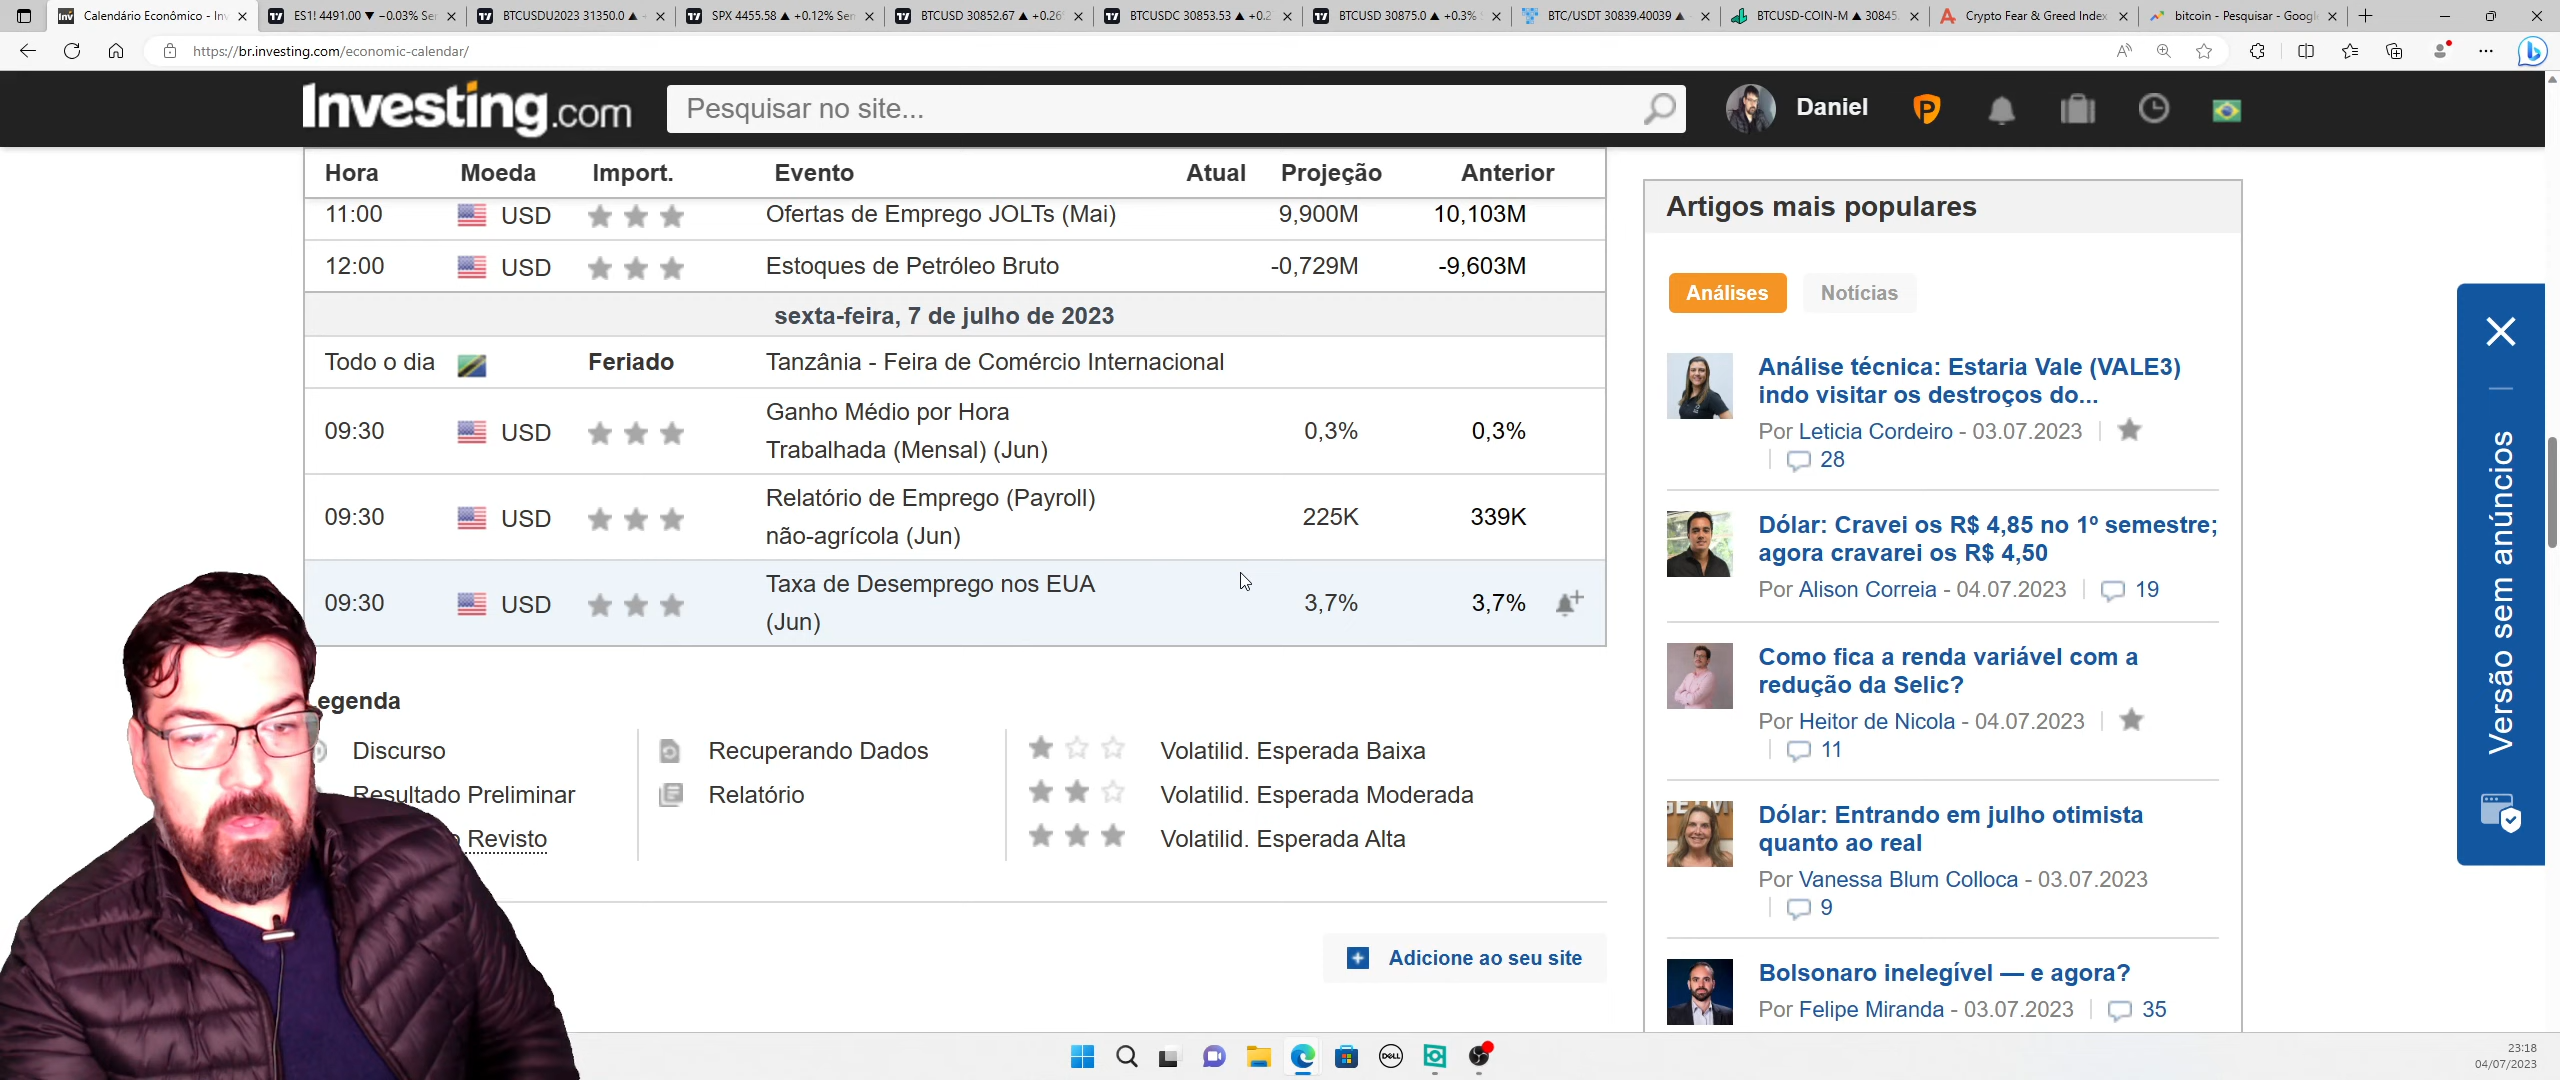 Calendário Econômico - Inv
ES1! 4491.00 ▼ −0.03% Ser
BTCUSDU2023 31350.0 ▲
SPX 4455.58 ▲ +0.12% Sem
BTCUSD 30852.67 ▲ +0.26
BTCUSDC 30853.53 ▲ +0.2
BTCUSD 30875.0 ▲ +0.3%
BTC/USDT 30839.40039 ▲
BTCUSD-COIN-M ▲ 30845.
Crypto Fear & Greed Index
bitcoin - Pesquisar - Googl
https://br.investing.com/economic-calendar/
Investing.com
Pesquisar no site...
Daniel
Hora Moeda Import. Evento Atual Projeção Anterior
11:00 USD Ofertas de Emprego JOLTs (Mai) 9,900M 10,103M
12:00 USD Estoques de Petróleo Bruto -0,729M -9,603M
sexta-feira, 7 de julho de 2023
Todo o dia Feriado Tanzânia - Feira de Comércio Internacional
09:30 USD Ganho Médio por Hora
Trabalhada (Mensal) (Jun) 0,3% 0,3%
09:30 USD Relatório de Emprego (Payroll)
não-agrícola (Jun) 225K 339K
09:30 USD Taxa de Desemprego nos EUA
(Jun) 3,7% 3,7%
egenda
Discurso
Resultado Preliminar
o Revisto
Recuperando Dados
Relatório
Volatilid. Esperada Baixa
Volatilid. Esperada Moderada
Volatilid. Esperada Alta
Adicione ao seu site
Artigos mais populares
Análises Notícias
Análise técnica: Estaria Vale (VALE3)
indo visitar os destroços do...
Por Leticia Cordeiro - 03.07.2023
28
Dólar: Cravei os R$ 4,85 no 1º semestre;
agora cravarei os R$ 4,50
Por Alison Correia - 04.07.2023 19
Como fica a renda variável com a
redução da Selic?
Por Heitor de Nicola - 04.07.2023
11
Dólar: Entrando em julho otimista
quanto ao real
Por Vanessa Blum Colloca - 03.07.2023
9
Bolsonaro inelegível — e agora?
Por Felipe Miranda - 03.07.2023 35
Versão sem anúncios
DELL
23:18
04/07/2023